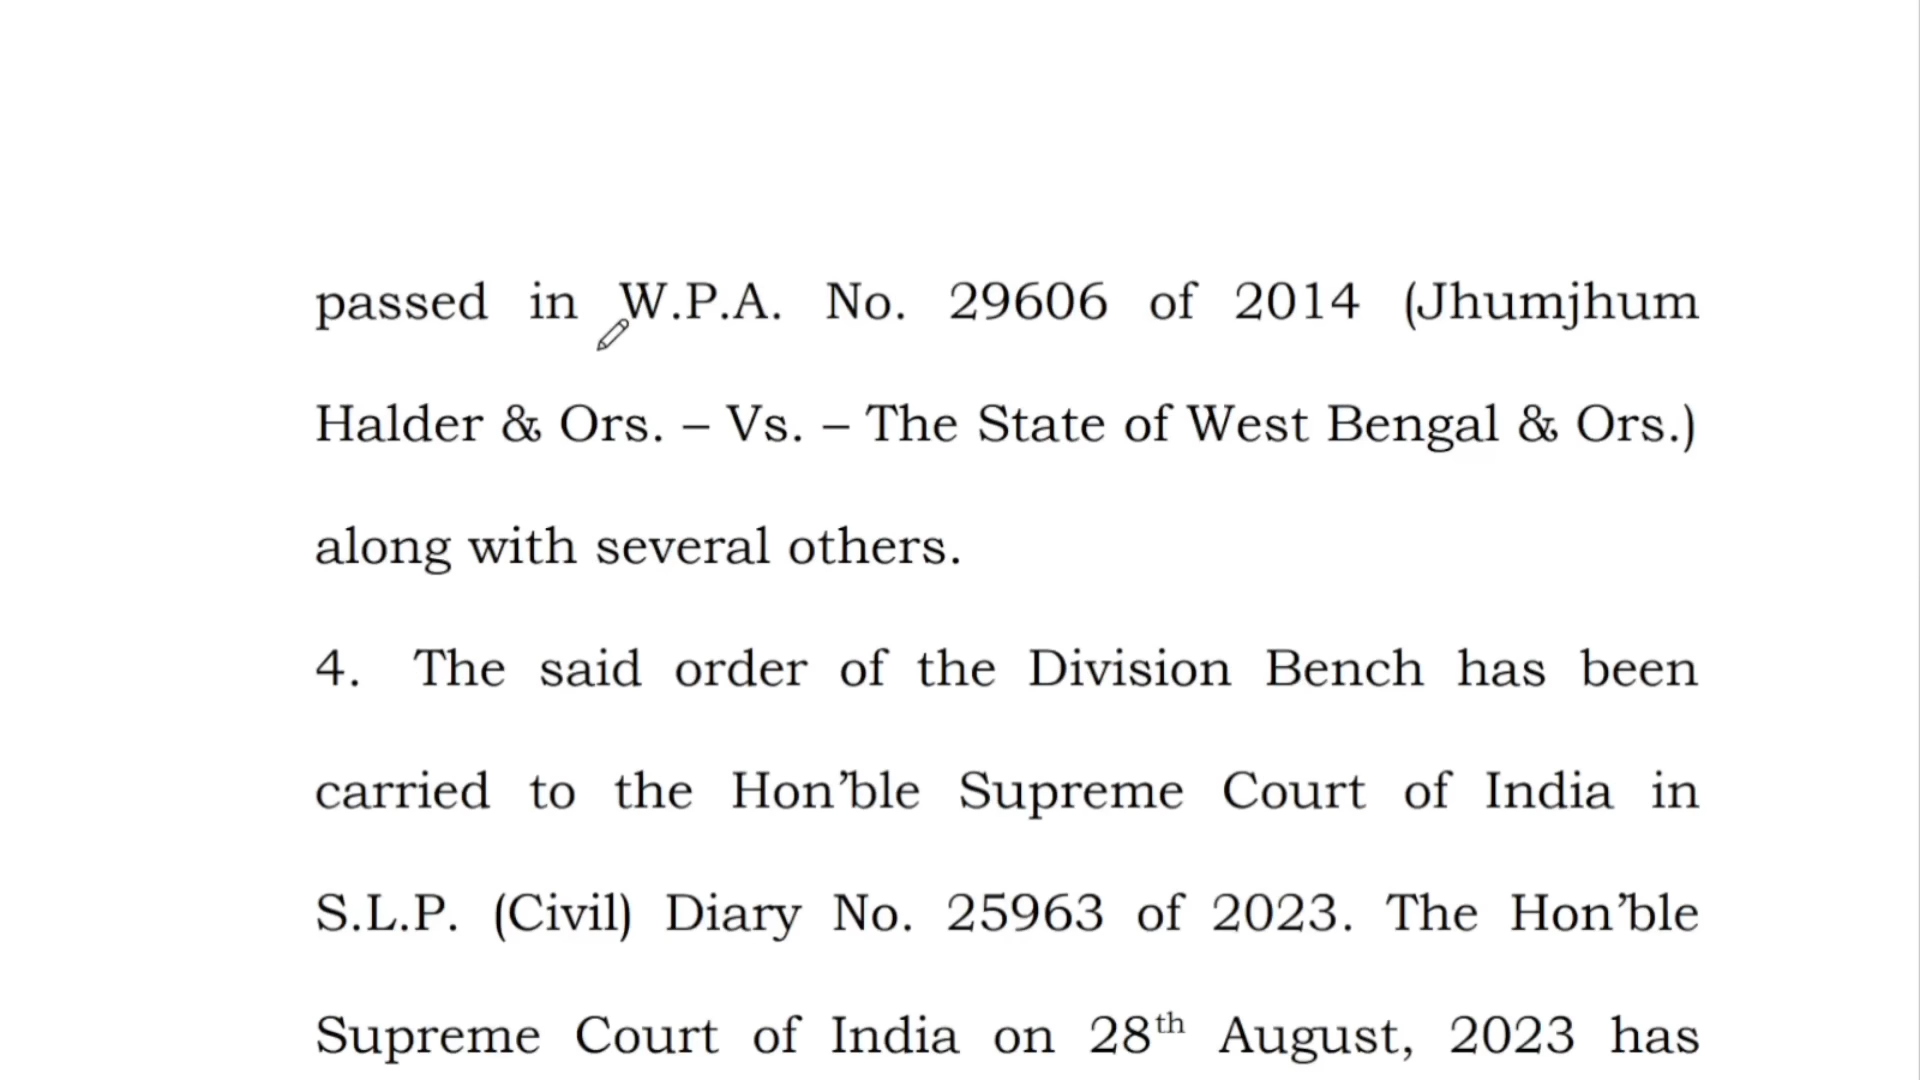 passed in W.P.A. No. 29606 of 2014 (Jhumjhum
Halder & Ors. – Vs. – The State of West Bengal & Ors.)
along with several others.
4. The said order of the Division Bench has been
carried to the Hon’ble Supreme Court of India in
S.L.P. (Civil) Diary No. 25963 of 2023. The Hon’ble
Supreme Court of India on 28th August, 2023 has